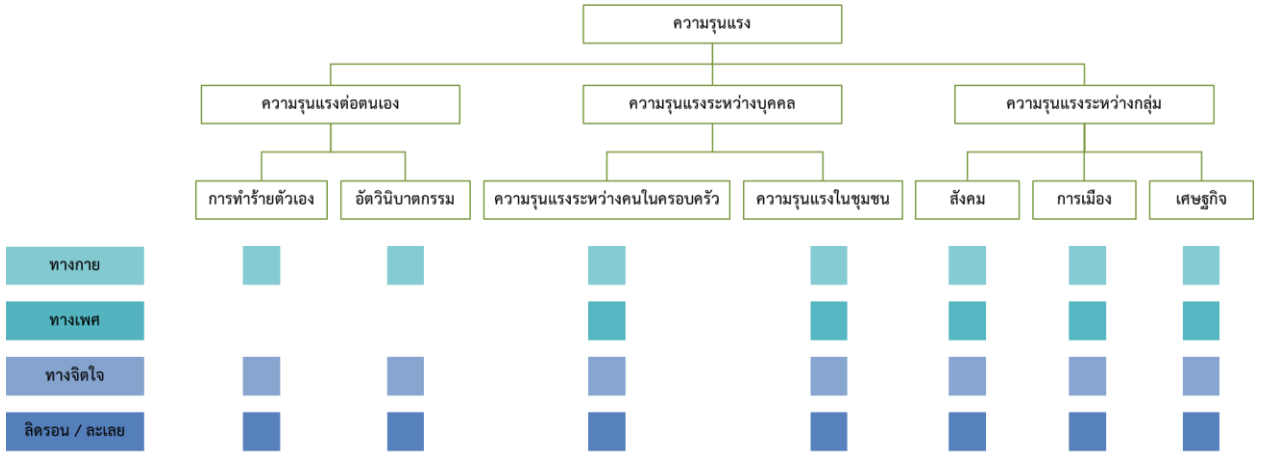 ความรุนแรง
ความรุนแรงต่อตนเอง
ความรุนแรงระหว่างบุคคล
ความรุนแรงระหว่างกลุ่ม
การทำร้ายตัวเอง
อัตวินิบาตกรรม
ความรุนแรงระหว่างคนในครอบครัว
ความรุนแรงในชุมชน
สังคม
การเมือง
เศรษฐกิจ
ทางกาย
ทางเพศ
ทางจิตใจ
ลิดรอน / ละเลย